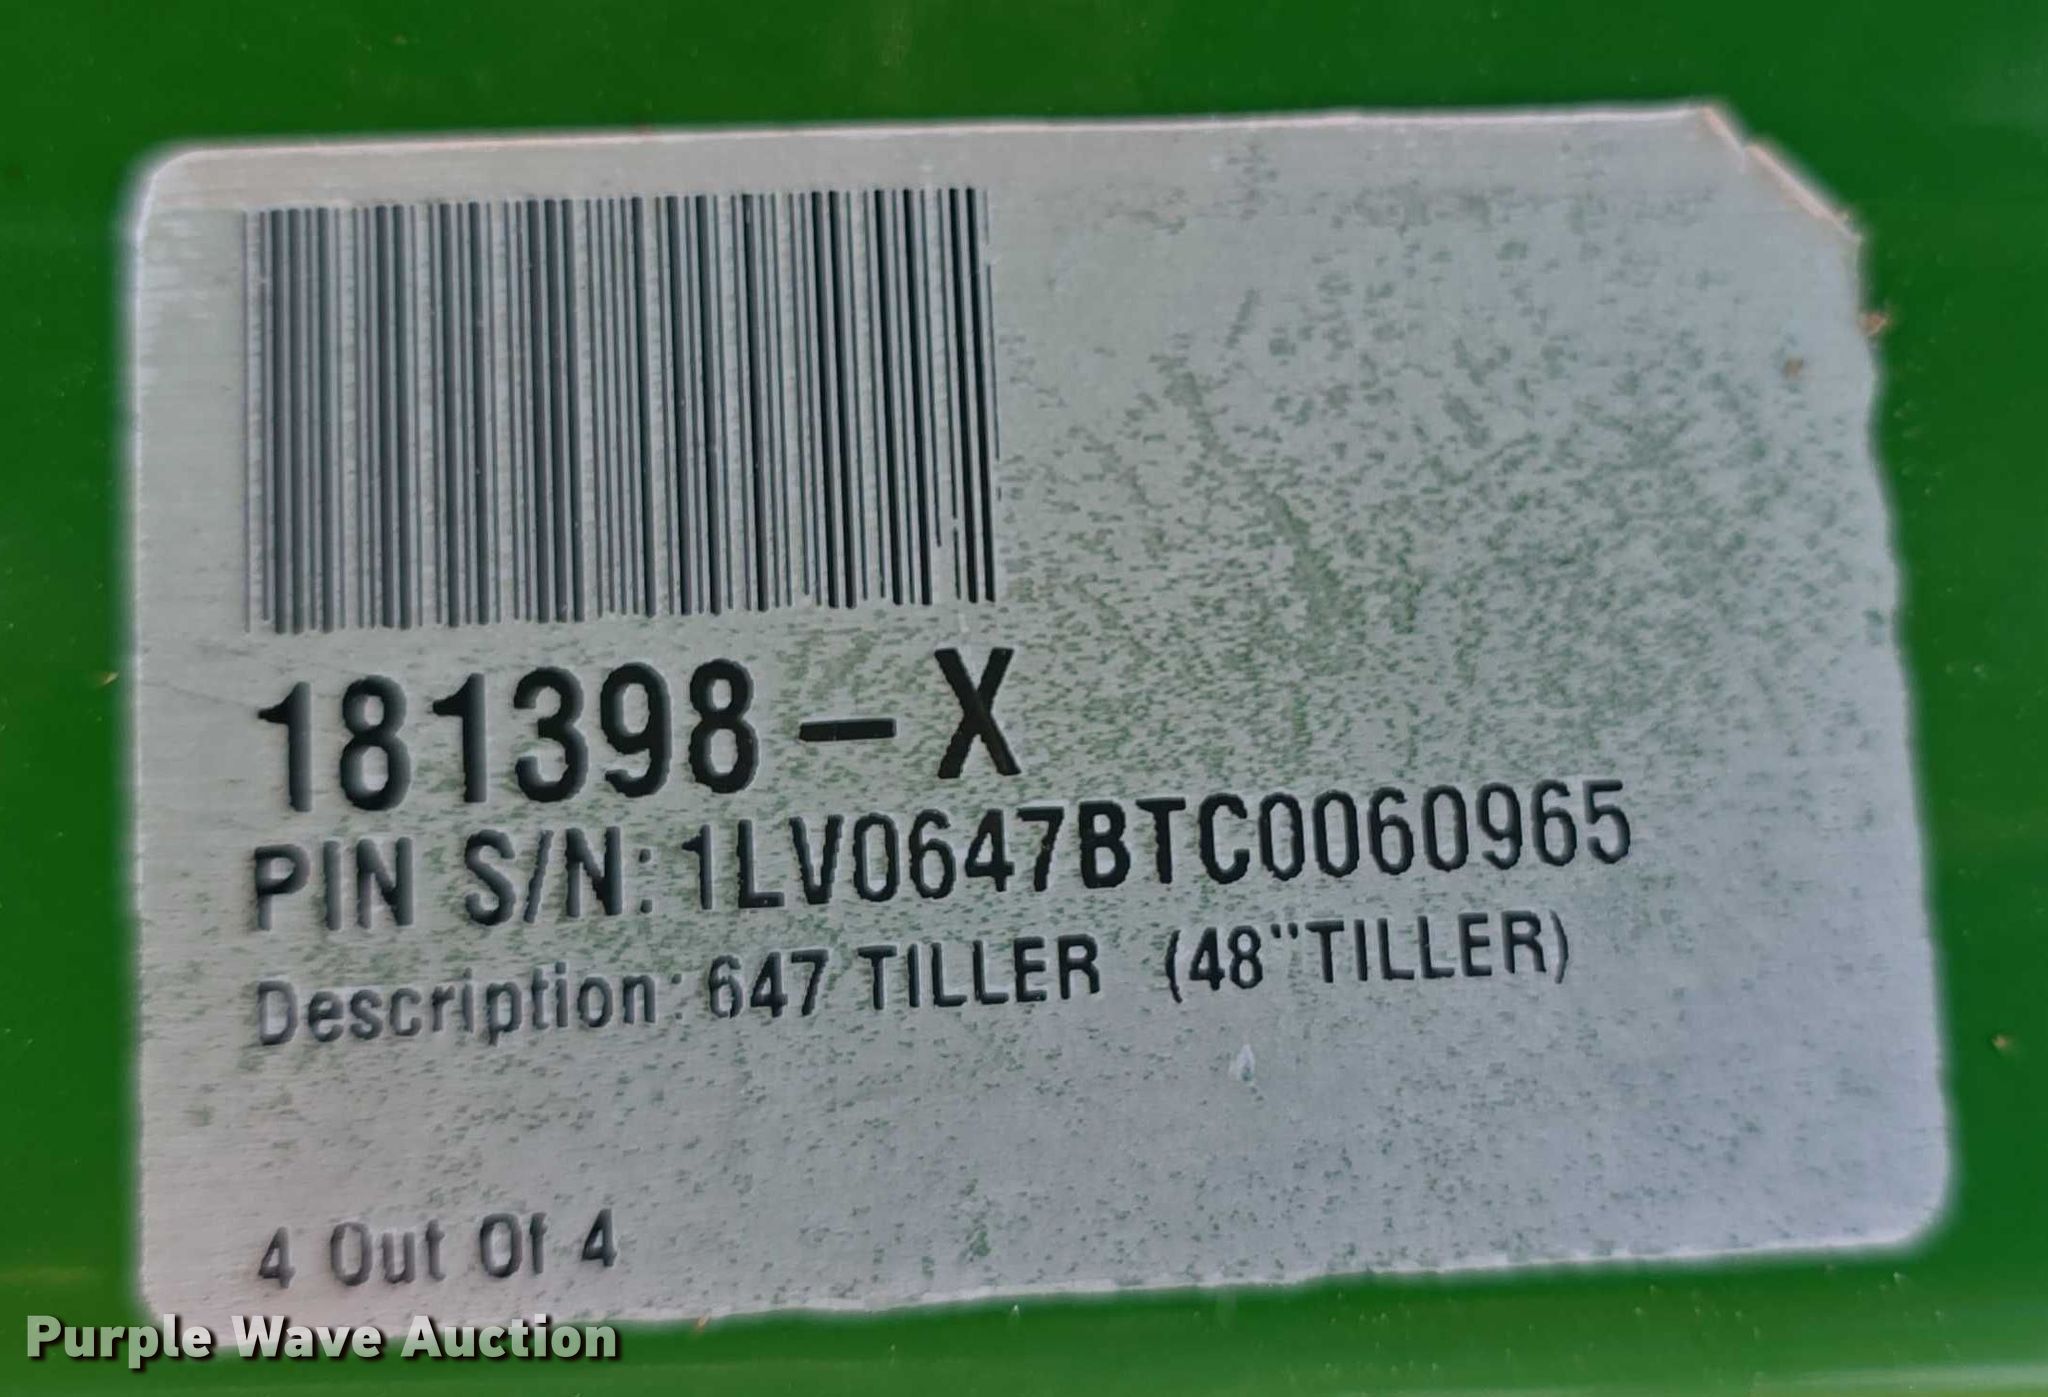 181398-X
PIN S/N: 1LV0647BTC0060965
Description: 647 TILLER (48"TILLER)
4 Out Of 4
Purple Wave Auction